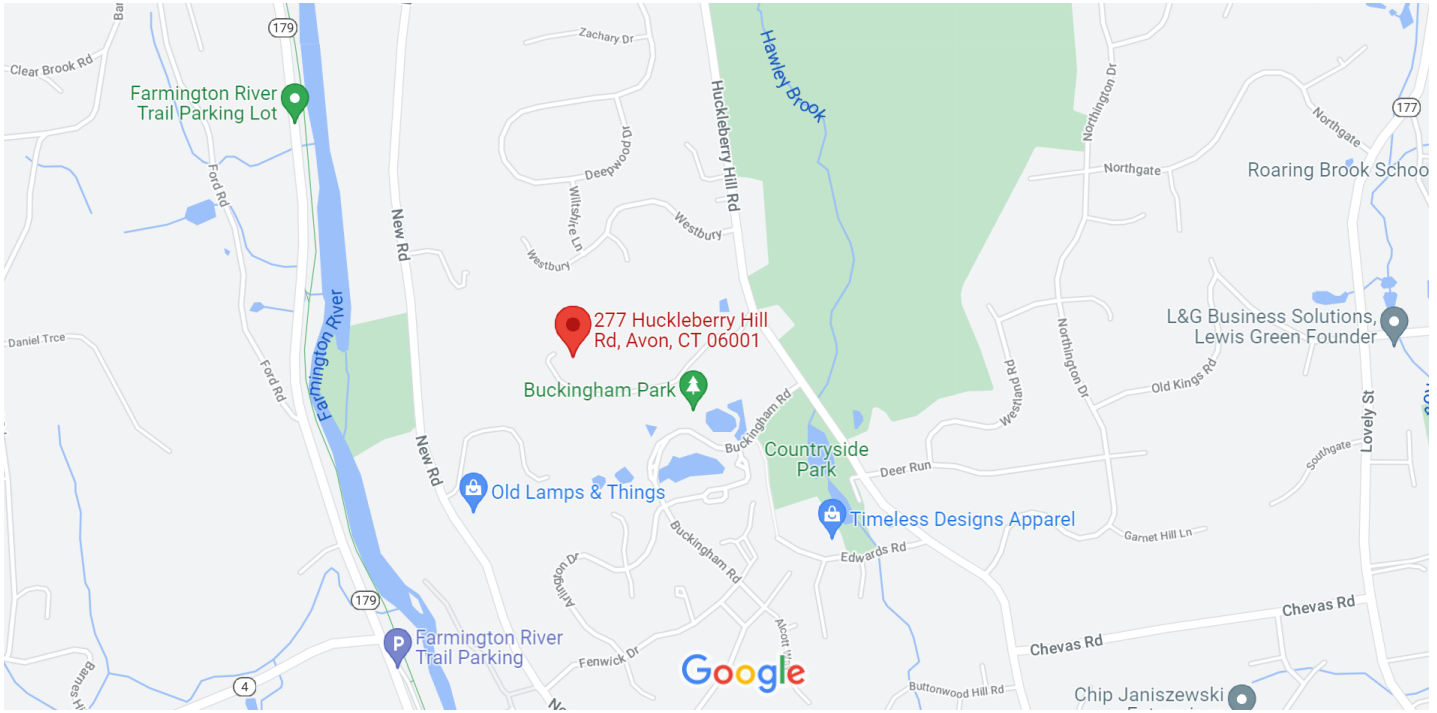 179
Zachary Dr
Clear Brook Rd
Hawley Brook
Farmington River
Trail Parking Lot
Huckleberry Hill Rd
Northington Dr
177
Northgate
Deepwood Dr
Northgate
Roaring Brook Schoo
Ford Rd
Wiltshire Ln
New Rd
Westbury
Westbury
Farmington River
277 Huckleberry Hill
Rd, Avon, CT 06001
L&G Business Solutions,
Lewis Green Founder
Daniel Trce
Ford Rd
Northington Dr
Westland Rd
Old Kings Rd
Buckingham Park
Buckingham Rd
Lovely St
New Rd
Countryside
Park
Deer Run
Southgate
Old Lamps & Things
Timeless Designs Apparel
Garnet Hill Ln
Buckingham Rd
Edwards Rd
Arlington Dr
179
Chevas Rd
Chevas Rd
Farmington River
Trail Parking
Fenwick Dr
Google
4
Buttonwood Hill Rd
Chip Janiszewski